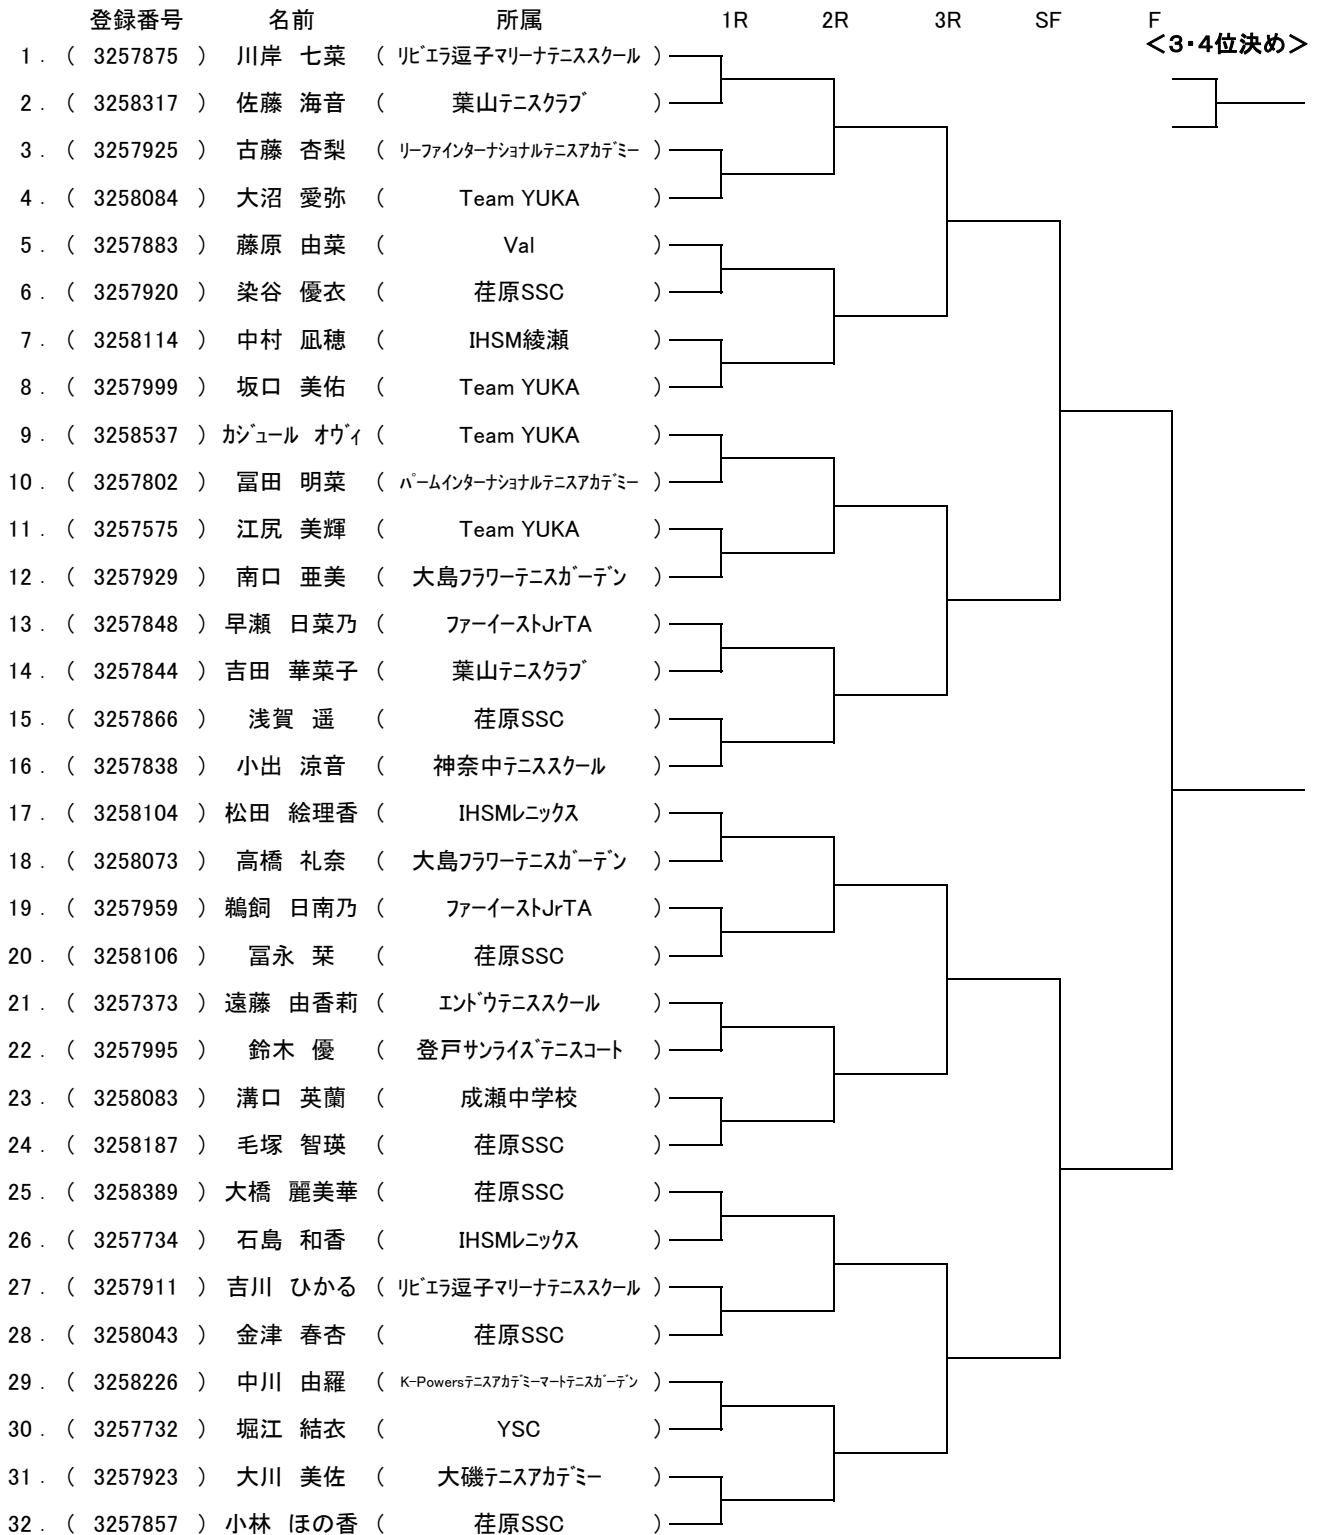 登録番号 名前 所属 1R 2R 3R SF F
＜3・4位決め＞
1 . ( 3257875 ) 川岸 七菜 ( ﾘﾋﾞｴﾗ逗子ﾏﾘｰﾅﾃﾆｽｽｸｰﾙ )
2 . ( 3258317 ) 佐藤 海音 ( 葉山ﾃﾆｽｸﾗﾌﾞ )
3 . ( 3257925 ) 古藤 杏梨 ( ﾘｰﾌｧｲﾝﾀｰﾅｼｮﾅﾙﾃﾆｽｱｶﾃﾞﾐｰ )
4 . ( 3258084 ) 大沼 愛弥 ( Team YUKA )
5 . ( 3257883 ) 藤原 由菜 ( Val )
6 . ( 3257920 ) 染谷 優衣 ( 荏原SSC )
7 . ( 3258114 ) 中村 凪穂 ( IHSM綾瀬 )
8 . ( 3257999 ) 坂口 美佑 ( Team YUKA )
9 . ( 3258537 ) ｶｼﾞｭｰﾙ ｵｳﾞｨ ( Team YUKA )
10 . ( 3257802 ) 冨田 明菜 ( ﾊﾟｰﾑｲﾝﾀｰﾅｼｮﾅﾙﾃﾆｽｱｶﾃﾞﾐｰ )
11 . ( 3257575 ) 江尻 美輝 ( Team YUKA )
12 . ( 3257929 ) 南口 亜美 ( 大島ﾌﾗﾜｰﾃﾆｽｶﾞｰﾃﾞﾝ )
13 . ( 3257848 ) 早瀬 日菜乃 ( ﾌｧｰｲｰｽﾄJrTA )
14 . ( 3257844 ) 吉田 華菜子 ( 葉山ﾃﾆｽｸﾗﾌﾞ )
15 . ( 3257866 ) 浅賀 遥 ( 荏原SSC )
16 . ( 3257838 ) 小出 涼音 ( 神奈中ﾃﾆｽｽｸｰﾙ )
17 . ( 3258104 ) 松田 絵理香 ( IHSMﾚﾆｯｸｽ )
18 . ( 3258073 ) 高橋 礼奈 ( 大島ﾌﾗﾜｰﾃﾆｽｶﾞｰﾃﾞﾝ )
19 . ( 3257959 ) 鵜飼 日南乃 ( ﾌｧｰｲｰｽﾄJrTA )
20 . ( 3258106 ) 冨永 栞 ( 荏原SSC )
21 . ( 3257373 ) 遠藤 由香莉 ( ｴﾝﾄﾞｳﾃﾆｽｽｸｰﾙ )
22 . ( 3257995 ) 鈴木 優 ( 登戸ｻﾝﾗｲｽﾞﾃﾆｽｺｰﾄ )
23 . ( 3258083 ) 溝口 英蘭 ( 成瀬中学校 )
24 . ( 3258187 ) 毛塚 智瑛 ( 荏原SSC )
25 . ( 3258389 ) 大橋 麗美華 ( 荏原SSC )
26 . ( 3257734 ) 石島 和香 ( IHSMﾚﾆｯｸｽ )
27 . ( 3257911 ) 吉川 ひかる ( ﾘﾋﾞｴﾗ逗子ﾏﾘｰﾅﾃﾆｽｽｸｰﾙ )
28 . ( 3258043 ) 金津 春杏 ( 荏原SSC )
29 . ( 3258226 ) 中川 由羅 ( K-Powersﾃﾆｽｱｶﾃﾞﾐｰﾏｰﾄﾃﾆｽｶﾞｰﾃﾞﾝ )
30 . ( 3257732 ) 堀江 結衣 ( YSC )
31 . ( 3257923 ) 大川 美佐 ( 大磯ﾃﾆｽｱｶﾃﾞﾐｰ )
32 . ( 3257857 ) 小林 ほの香 ( 荏原SSC )